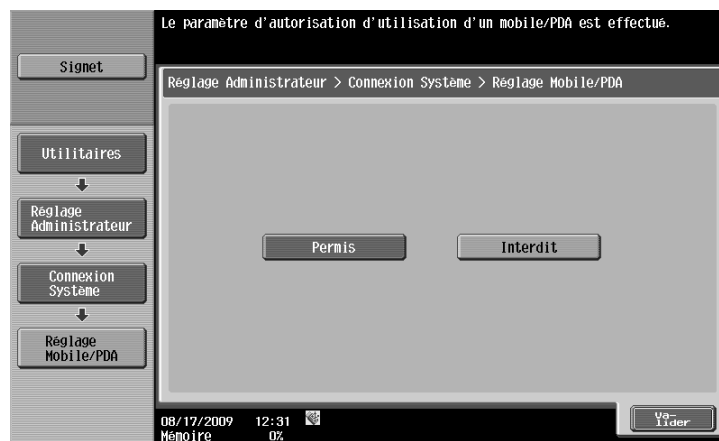 Le paramètre d'autorisation d'utilisation d'un mobile/PDA est effectué.
Signet
Réglage Administrateur > Connexion Système > Réglage Mobile/PDA
Utilitaires
Réglage
Administrateur
Connexion
Système
Réglage
Mobile/PDA
Permis
Interdit
08/17/2009 12:31
Mémoire 0%
Va-
lider